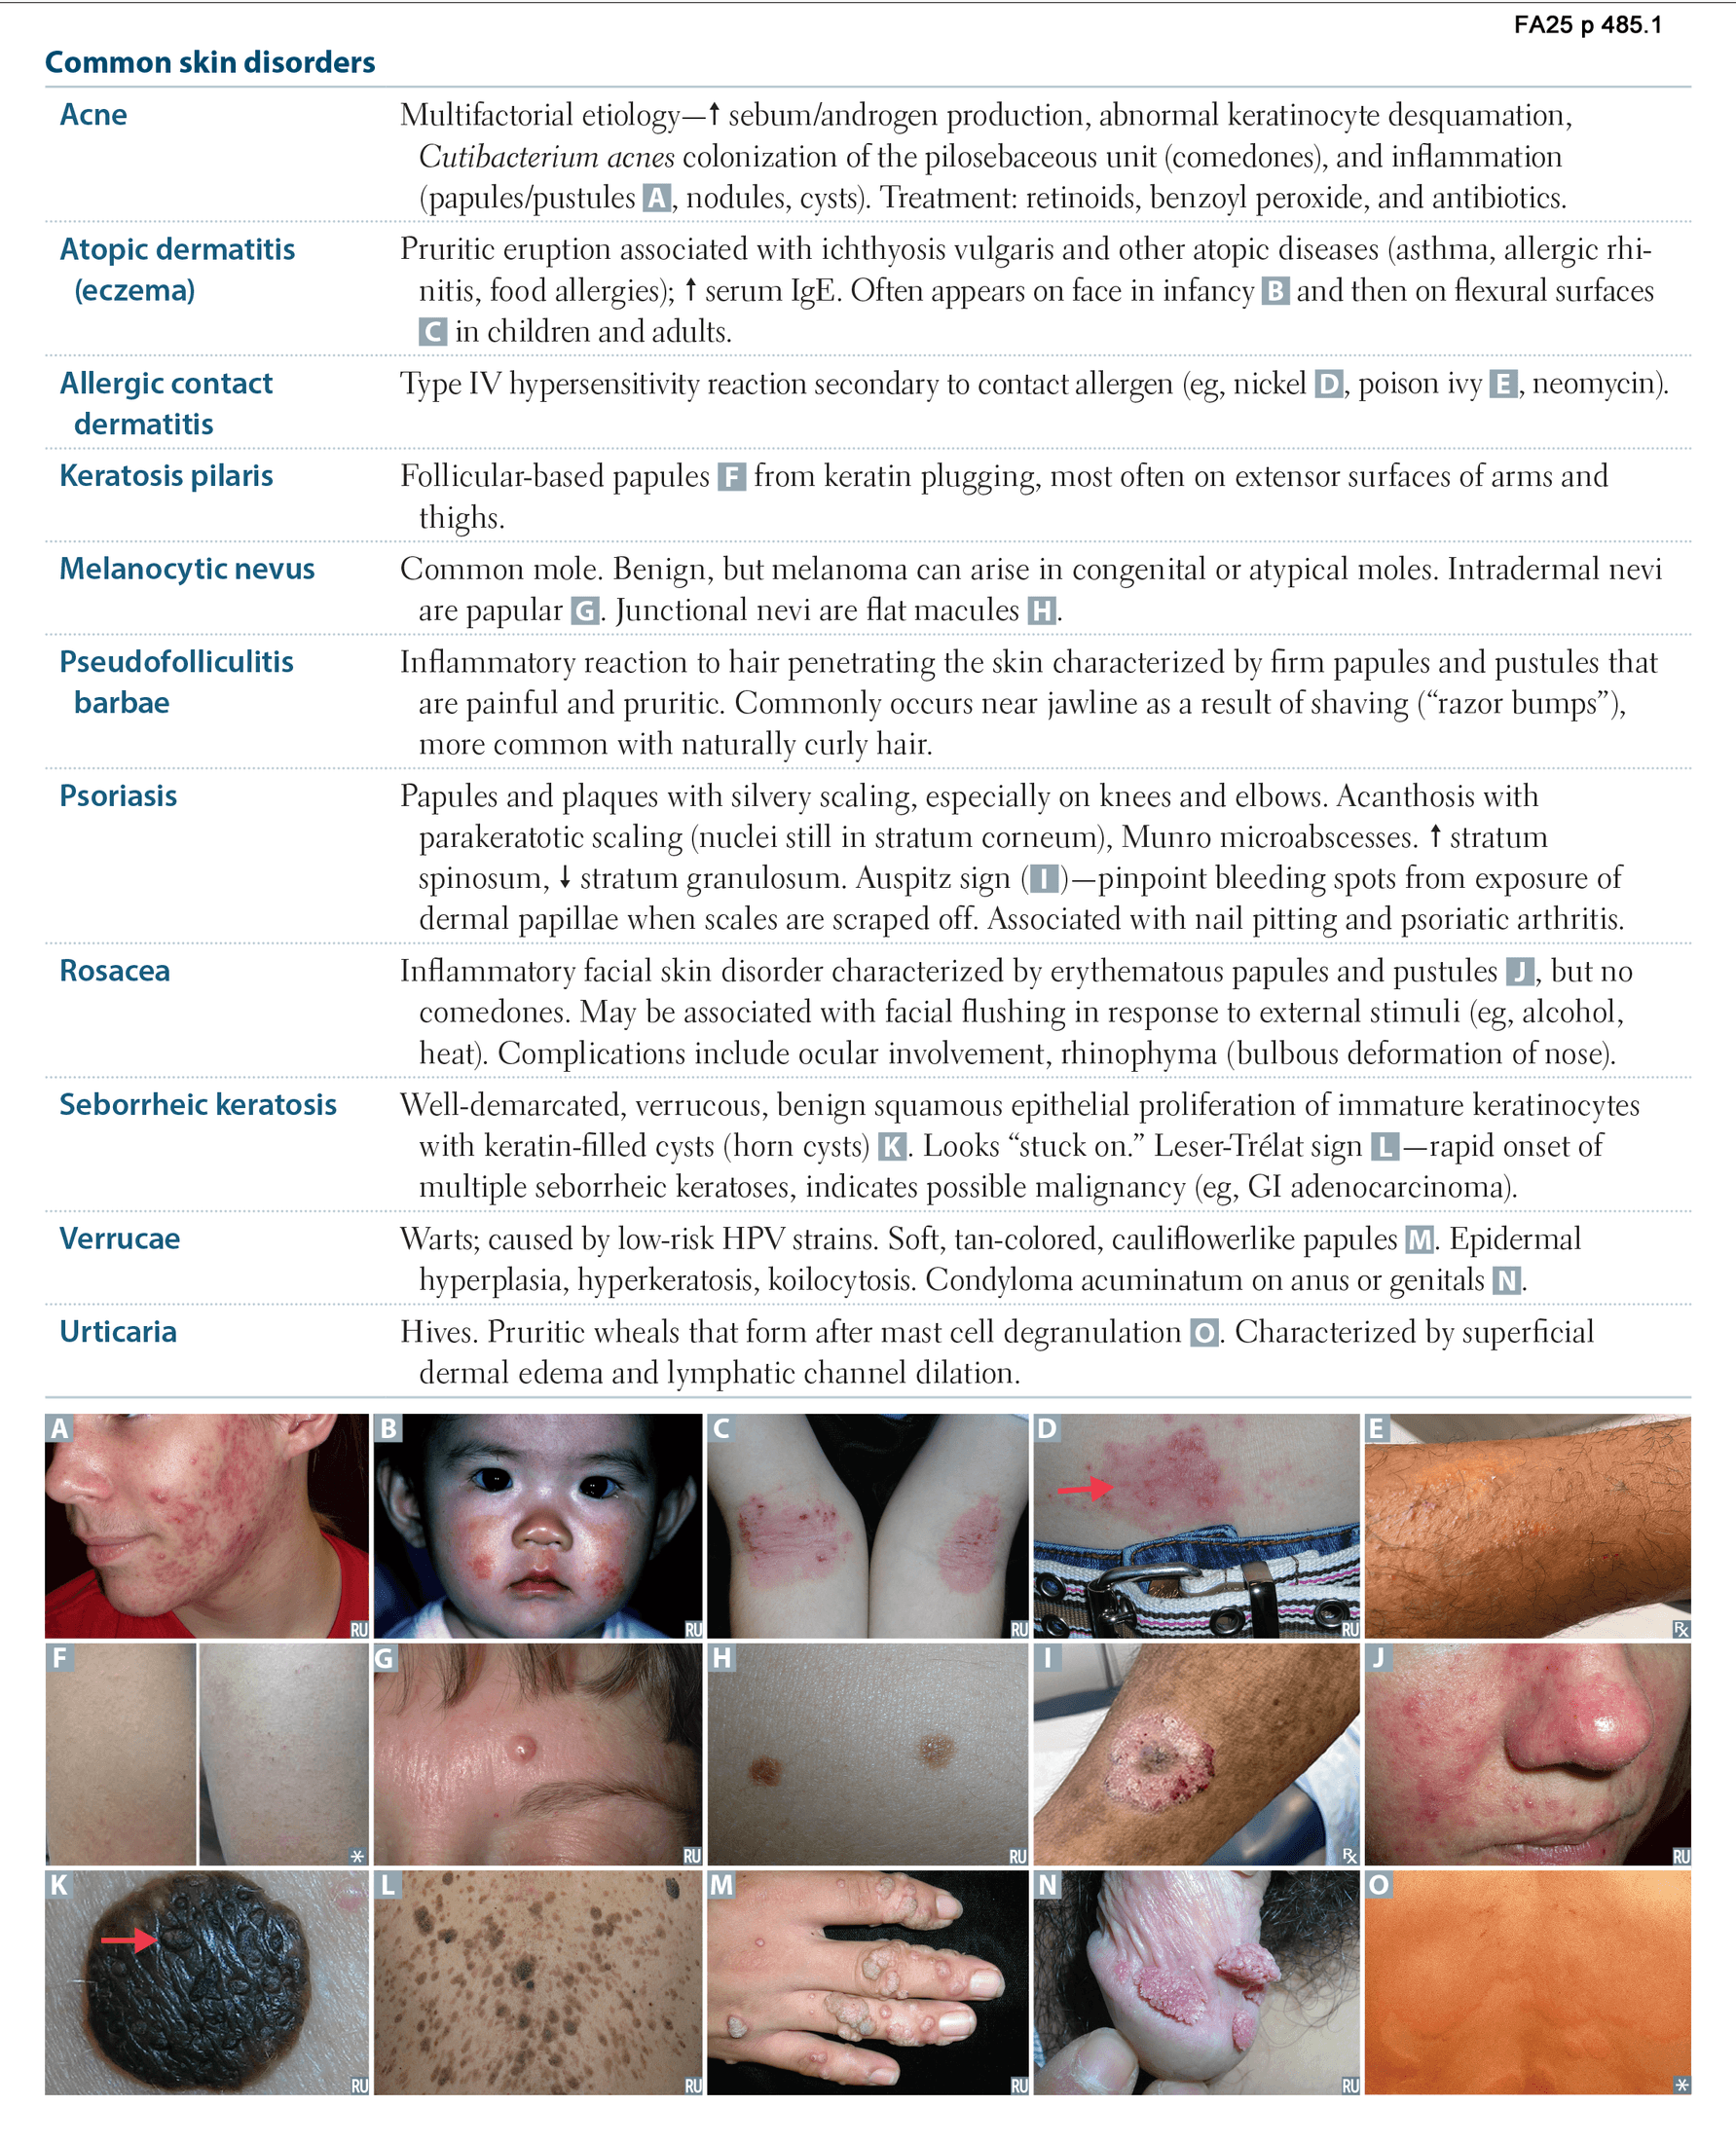 FA25 p 485.1
Common skin disorders
Acne
Multifactorial etiology—↑ sebum/androgen production, abnormal keratinocyte desquamation,
Cutibacterium acnes colonization of the pilosebaceous unit (comedones), and inflammation
(papules/pustules A, nodules, cysts). Treatment: retinoids, benzoyl peroxide, and antibiotics.
Atopic dermatitis
(eczema)
Pruritic eruption associated with ichthyosis vulgaris and other atopic diseases (asthma, allergic rhi-
nitis, food allergies); ↑ serum IgE. Often appears on face in infancy B and then on flexural surfaces
C in children and adults.
Allergic contact
dermatitis
Type IV hypersensitivity reaction secondary to contact allergen (eg, nickel D, poison ivy E, neomycin).
Keratosis pilaris
Follicular-based papules F from keratin plugging, most often on extensor surfaces of arms and
thighs.
Melanocytic nevus
Common mole. Benign, but melanoma can arise in congenital or atypical moles. Intradermal nevi
are papular G. Junctional nevi are flat macules H.
Pseudofolliculitis
barbae
Inflammatory reaction to hair penetrating the skin characterized by firm papules and pustules that
are painful and pruritic. Commonly occurs near jawline as a result of shaving (“razor bumps”),
more common with naturally curly hair.
Psoriasis
Papules and plaques with silvery scaling, especially on knees and elbows. Acanthosis with
parakeratotic scaling (nuclei still in stratum corneum), Munro microabscesses. ↑ stratum
spinosum, ↓ stratum granulosum. Auspitz sign (I)—pinpoint bleeding spots from exposure of
dermal papillae when scales are scraped off. Associated with nail pitting and psoriatic arthritis.
Rosacea
Inflammatory facial skin disorder characterized by erythematous papules and pustules J, but no
comedones. May be associated with facial flushing in response to external stimuli (eg, alcohol,
heat). Complications include ocular involvement, rhinophyma (bulbous deformation of nose).
Seborrheic keratosis
Well-demarcated, verrucous, benign squamous epithelial proliferation of immature keratinocytes
with keratin-filled cysts (horn cysts) K. Looks “stuck on.” Leser-Trélat sign L—rapid onset of
multiple seborrheic keratoses, indicates possible malignancy (eg, GI adenocarcinoma).
Verrucae
Warts; caused by low-risk HPV strains. Soft, tan-colored, cauliflowerlike papules M. Epidermal
hyperplasia, hyperkeratosis, koilocytosis. Condyloma acuminatum on anus or genitals N.
Urticaria
Hives. Pruritic wheals that form after mast cell degranulation O. Characterized by superficial
dermal edema and lymphatic channel dilation.
A B C D E
RU RU RU RU ℞
F G H I J
* RU RU ℞ RU
K L M N O
RU RU RU RU *